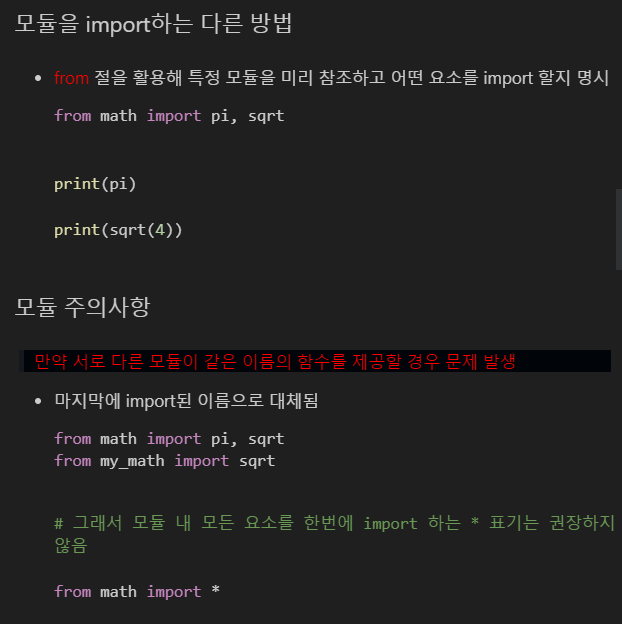 모듈을 import하는 다른 방법
from 절을 활용해 특정 모듈을 미리 참조하고 어떤 요소를 import 할지 명시
from math import pi, sqrt
print(pi)
print(sqrt(4))
모듈 주의사항
만약 서로 다른 모듈이 같은 이름의 함수를 제공할 경우 문제 발생
마지막에 import된 이름으로 대체됨
from math import pi, sqrt
from my_math import sqrt
# 그래서 모듈 내 모든 요소를 한번에 import 하는 * 표기는 권장하지
않음
from math import *